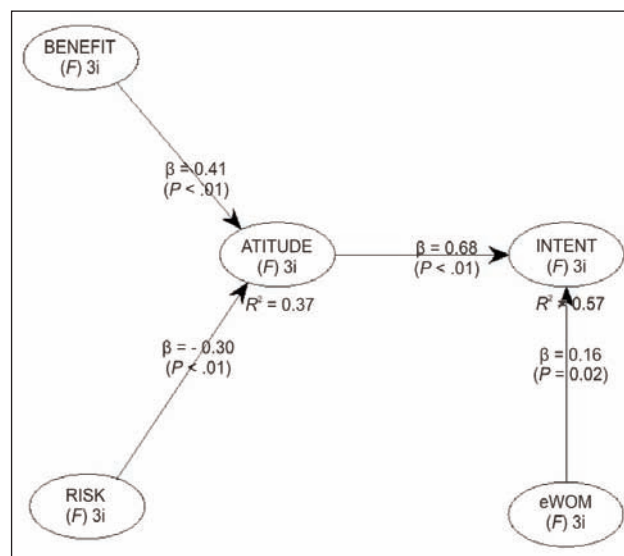 BENEFIT
(F) 3i
β = 0.41
(P < .01)
ATITUDE
(F) 3i
R² = 0.37
β = 0.68
(P < .01)
INTENT
(F) 3i
R² = 0.57
β = - 0.30
(P < .01)
β = 0.16
(P = 0.02)
RISK
(F) 3i
eWOM
(F) 3i